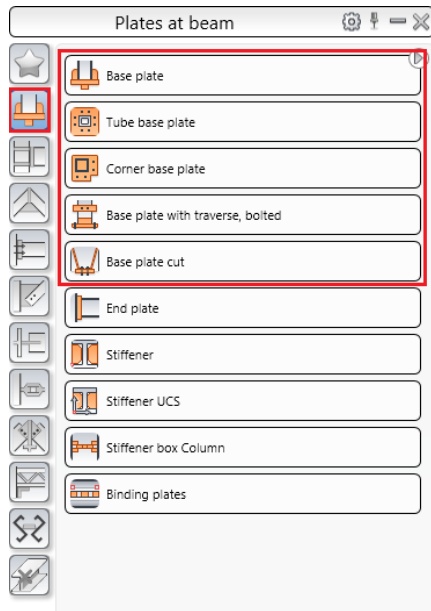 Plates at beam
Base plate
Tube base plate
Corner base plate
Base plate with traverse, bolted
Base plate cut
End plate
Stiffener
Stiffener UCS
Stiffener box Column
Binding plates